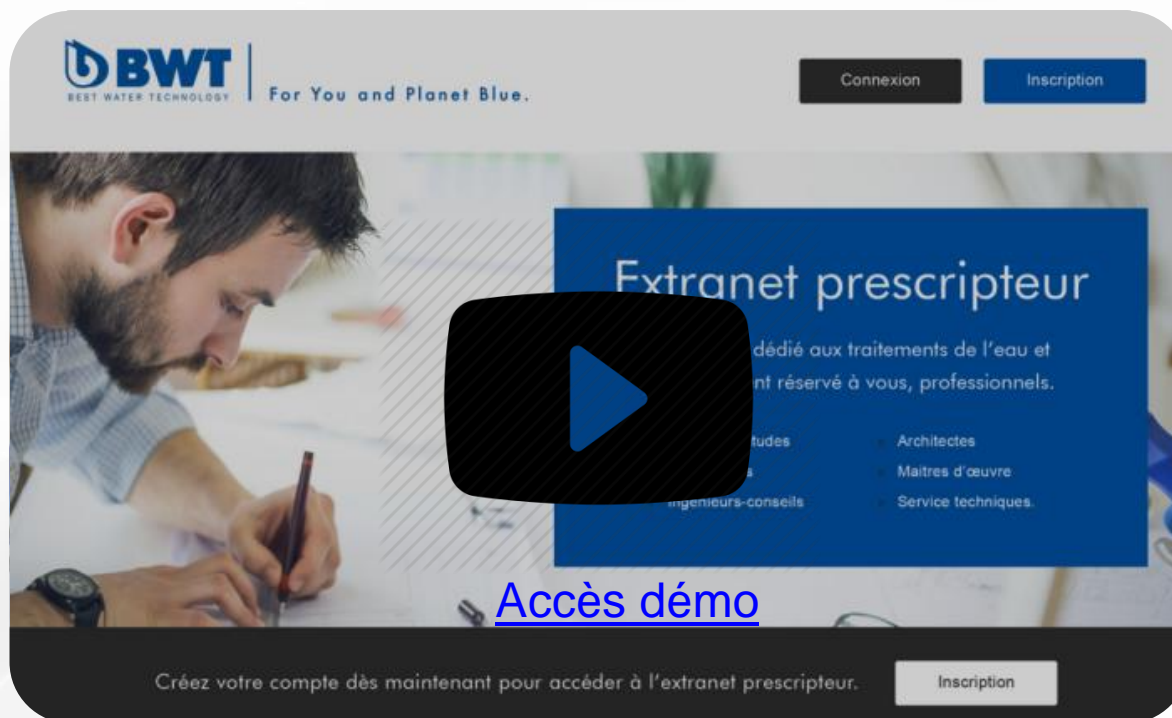 BWT
BEST WATER TECHNOLOGY
For You and Planet Blue.
Connexion
Inscription
Extranet prescripteur
dédié aux traitements de l'eau et
réservé à vous, professionnels.
Architectes
Maitres d'œuvre
Ingénieurs-conseils
Service techniques.
Accès démo
Créez votre compte dès maintenant pour accéder à l'extranet prescripteur.
Inscription